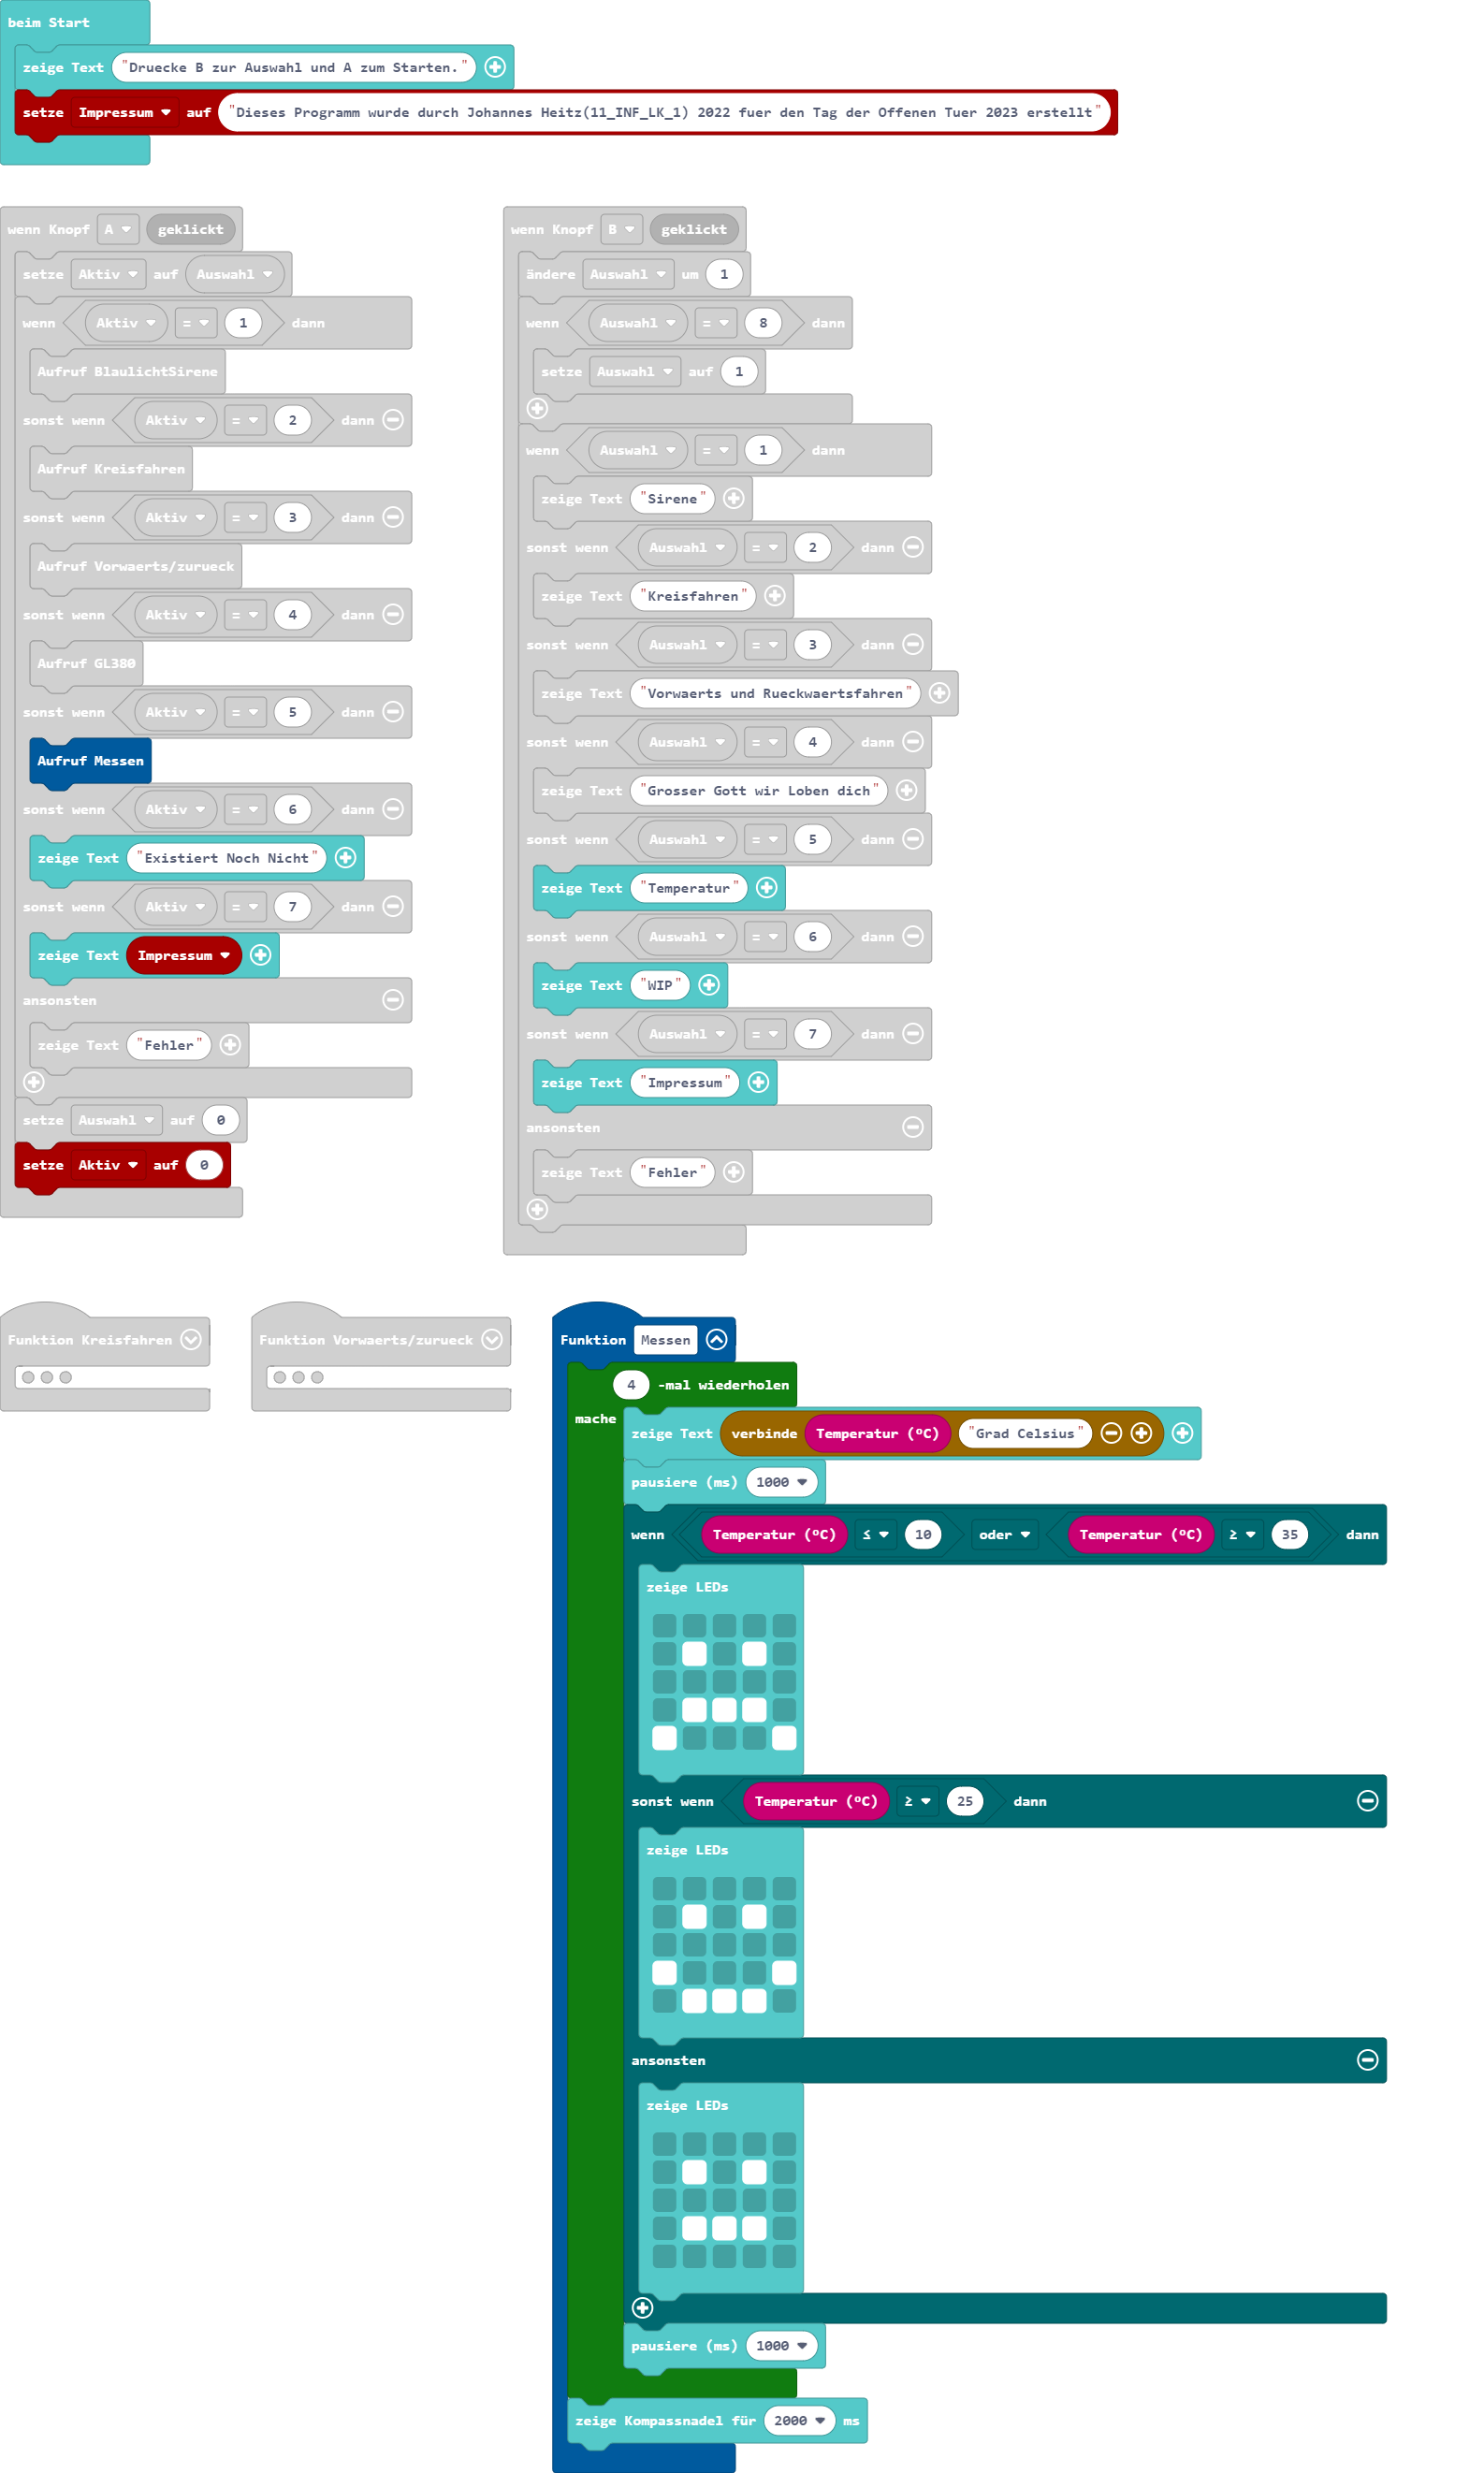 beim Start
zeige Text "Druecke B zur Auswahl und A zum Starten."
setze Impressum auf "Dieses Programm wurde durch Johannes Heitz(11_INF_LK_1) 2022 fuer den Tag der Offenen Tuer 2023 erstellt"
wenn Knopf A geklickt
setze Aktiv auf Auswahl
wenn Aktiv = 1 dann
Aufruf BlaulichtSirene
sonst wenn Aktiv = 2 dann
Aufruf Kreisfahren
sonst wenn Aktiv = 3 dann
Aufruf Vorwaerts/zurueck
sonst wenn Aktiv = 4 dann
Aufruf GL380
sonst wenn Aktiv = 5 dann
Aufruf Messen
sonst wenn Aktiv = 6 dann
zeige Text "Existiert Noch Nicht"
sonst wenn Aktiv = 7 dann
zeige Text Impressum
ansonsten
zeige Text "Fehler"
setze Auswahl auf 0
setze Aktiv auf 0
wenn Knopf B geklickt
ändere Auswahl um 1
wenn Auswahl = 8 dann
setze Auswahl auf 1
wenn Auswahl = 1 dann
zeige Text "Sirene"
sonst wenn Auswahl = 2 dann
zeige Text "Kreisfahren"
sonst wenn Auswahl = 3 dann
zeige Text "Vorwaerts und Rueckwaertsfahren"
sonst wenn Auswahl = 4 dann
zeige Text "Grosser Gott wir Loben dich"
sonst wenn Auswahl = 5 dann
zeige Text "Temperatur"
sonst wenn Auswahl = 6 dann
zeige Text "WIP"
sonst wenn Auswahl = 7 dann
zeige Text "Impressum"
ansonsten
zeige Text "Fehler"
Funktion Kreisfahren
Funktion Vorwaerts/zurueck
Funktion Messen
4 -mal wiederholen
mache
zeige Text verbinde Temperatur (°C) "Grad Celsius"
pausiere (ms) 1000
wenn Temperatur (°C) ≤ 10 oder Temperatur (°C) ≥ 35 dann
zeige LEDs
sonst wenn Temperatur (°C) ≥ 25 dann
zeige LEDs
ansonsten
zeige LEDs
pausiere (ms) 1000
zeige Kompassnadel für 2000 ms